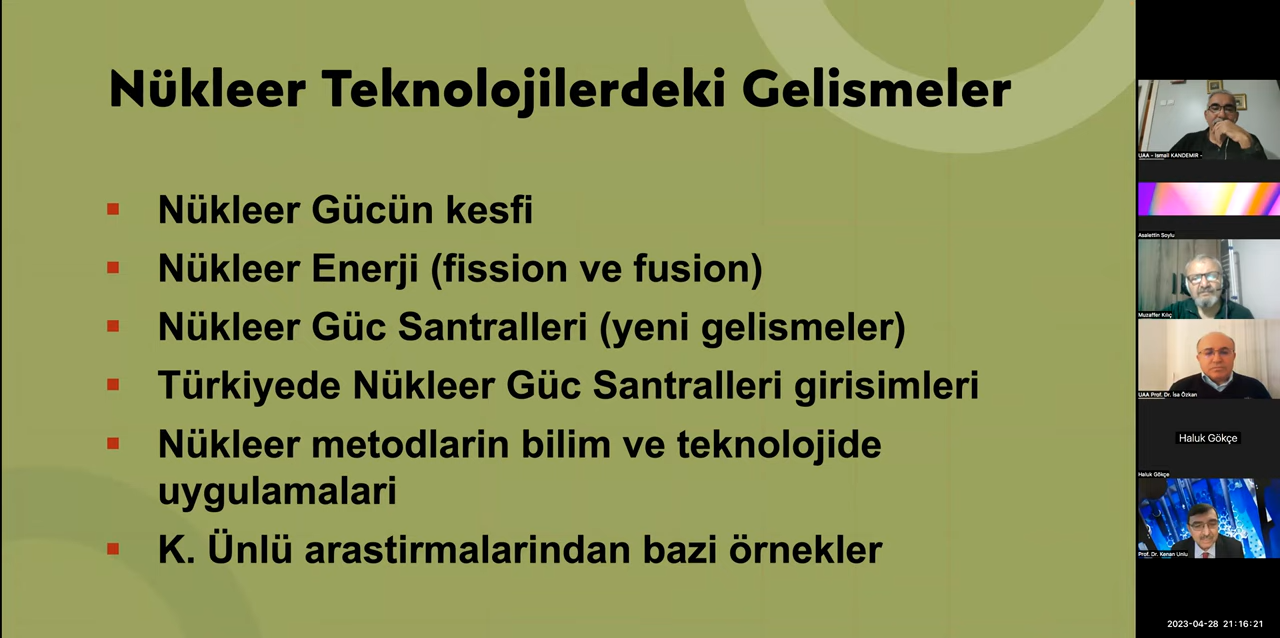 Nükleer Teknolojilerdeki Gelismeler
Nükleer Gücün kesfi
Nükleer Enerji (fission ve fusion)
Nükleer Güc Santralleri (yeni gelismeler)
Türkiyede Nükleer Güc Santralleri girisimleri
Nükleer metodlarin bilim ve teknolojide
uygulamalari
K. Ünlü arastirmalarindan bazi örnekler
UAA - Ismail KANDEMIR -
Asalettin Soylu
Muzaffer Kılıç
UAA Prof. Dr. İsa Özkan
Haluk Gökçe
Haluk Gökçe
Prof. Dr. Kenan Unlu
2023-04-28 21:16:21